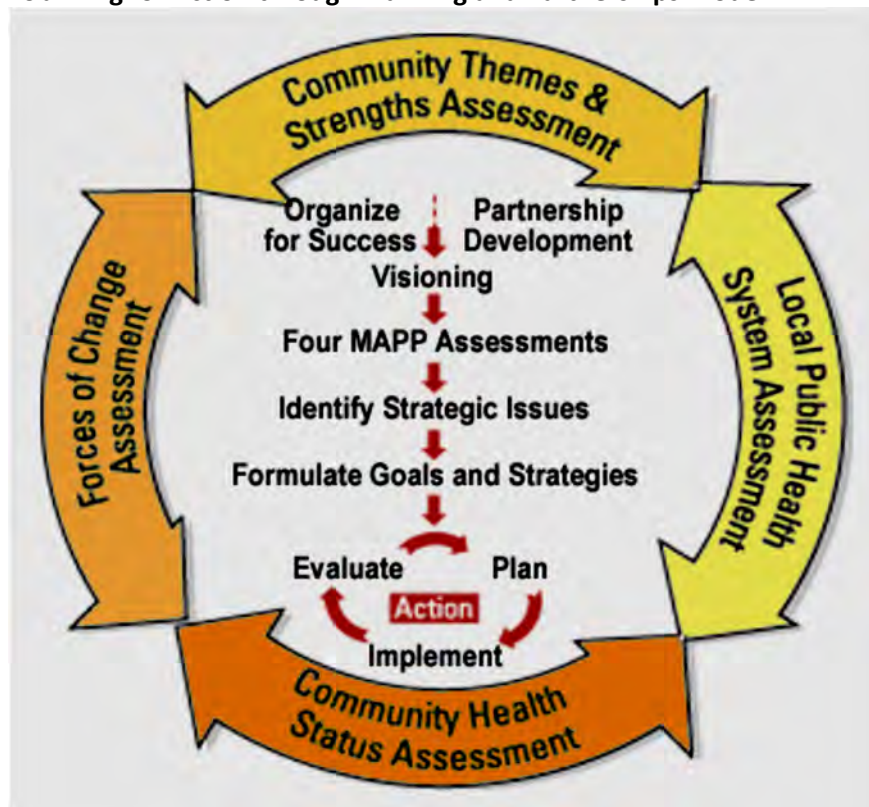 Community Themes &
Strengths Assessment
Organize
for Success
Partnership
Development
Visioning
Four MAPP Assessments
Identify Strategic Issues
Formulate Goals and Strategies
Evaluate
Plan
Action
Implement
Forces of Change
Assessment
Local Public Health
System Assessment
Community Health
Status Assessment